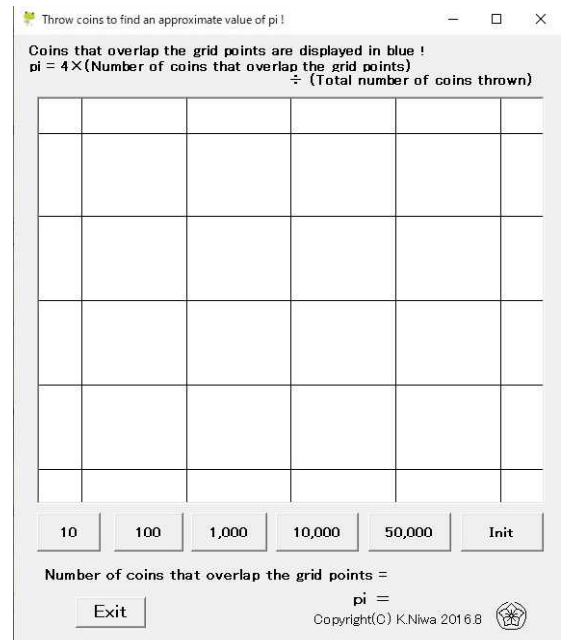 Throw coins to find an approximate value of pi !
Coins that overlap the grid points are displayed in blue !
pi = 4×(Number of coins that overlap the grid points)
÷ (Total number of coins thrown)
10 100 1,000 10,000 50,000 Init
Number of coins that overlap the grid points =
pi =
Exit
Copyright(C) K.Niwa 2016.8